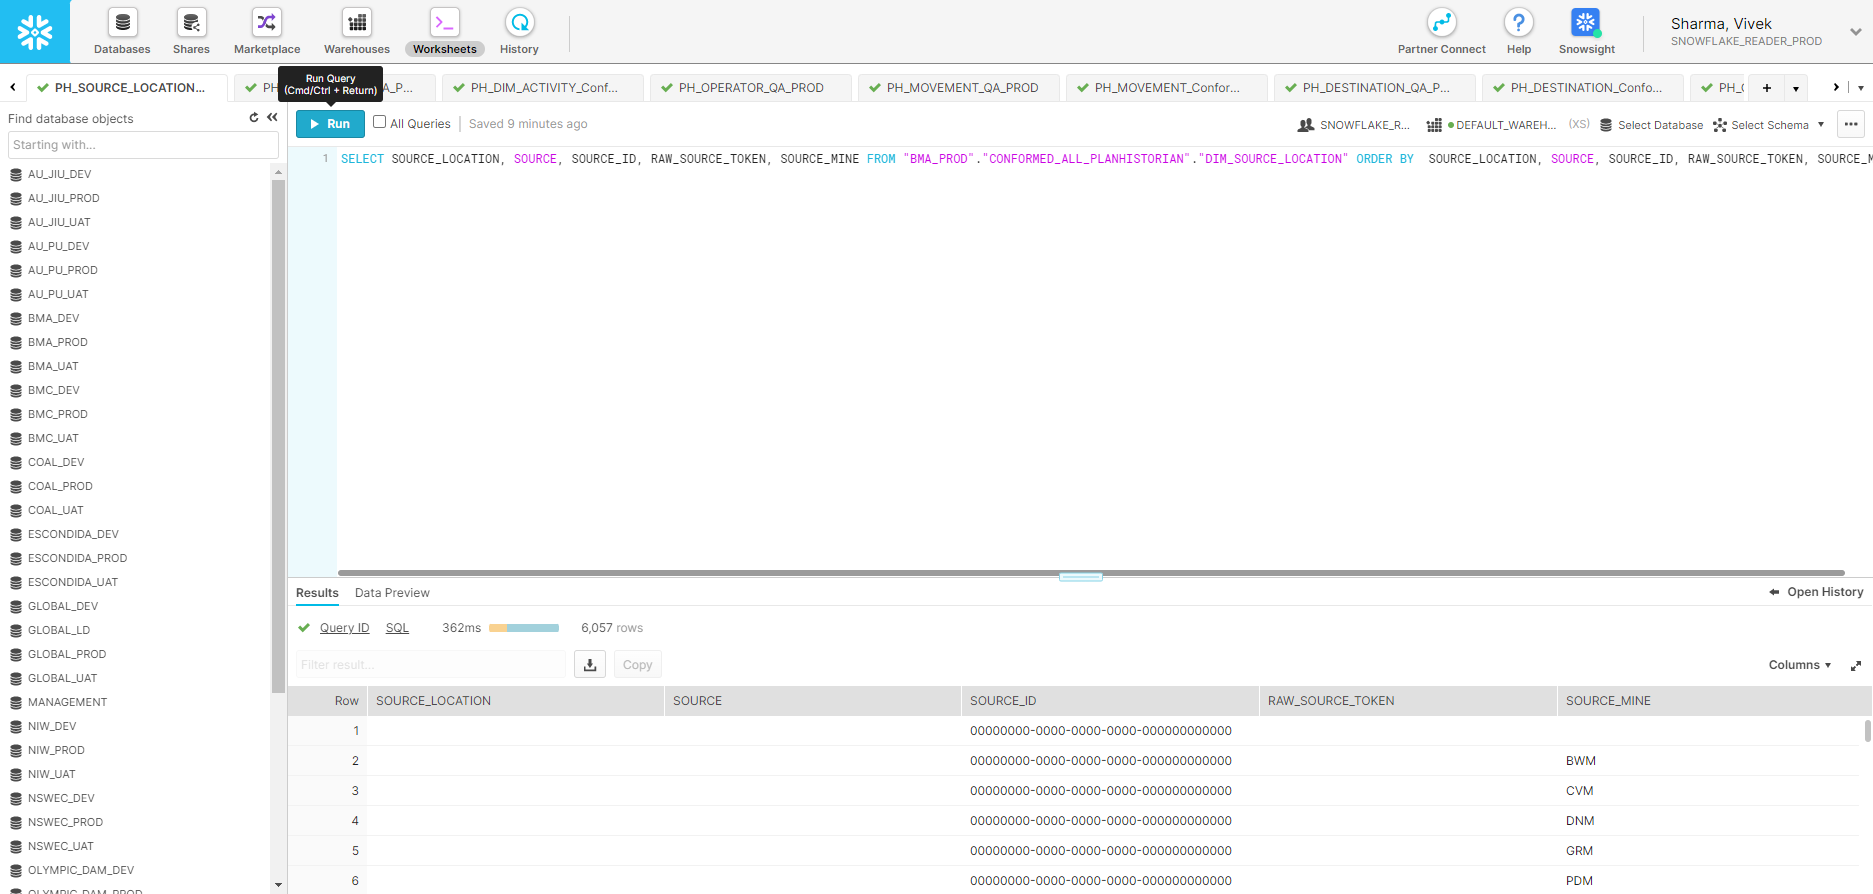 Databases
Shares
Marketplace
Warehouses
Worksheets
History
Partner Connect
Help
Snowsight
Sharma, Vivek
SNOWFLAKE_READER_PROD
PH_SOURCE_LOCATION...
PH_DIM_ACTIVITY_Conf...
PH_OPERATOR_QA_PROD
PH_MOVEMENT_QA_PROD
PH_MOVEMENT_Confor...
PH_DESTINATION_QA_P...
PH_DESTINATION_Confo...
Run Query
(Cmd/Ctrl + Return)
Find database objects
Starting with...
Run
All Queries
Saved 9 minutes ago
SNOWFLAKE_R...
DEFAULT_WAREH...
(XS)
Select Database
Select Schema
1 SELECT SOURCE_LOCATION, SOURCE, SOURCE_ID, RAW_SOURCE_TOKEN, SOURCE_MINE FROM "BMA_PROD"."CONFORMED_ALL_PLANHISTORIAN"."DIM_SOURCE_LOCATION" ORDER BY  SOURCE_LOCATION, SOURCE, SOURCE_ID, RAW_SOURCE_TOKEN, SOURCE_M
AU_JIU_DEV
AU_JIU_PROD
AU_JIU_UAT
AU_PU_DEV
AU_PU_PROD
AU_PU_UAT
BMA_DEV
BMA_PROD
BMA_UAT
BMC_DEV
BMC_PROD
BMC_UAT
COAL_DEV
COAL_PROD
COAL_UAT
ESCONDIDA_DEV
ESCONDIDA_PROD
ESCONDIDA_UAT
GLOBAL_DEV
GLOBAL_LD
GLOBAL_PROD
GLOBAL_UAT
MANAGEMENT
NIW_DEV
NIW_PROD
NIW_UAT
NSWEC_DEV
NSWEC_PROD
NSWEC_UAT
OLYMPIC_DAM_DEV
OLYMPIC_DAM_PROD
Results
Data Preview
Open History
Query ID
SQL
362ms
6,057 rows
Filter result...
Copy
Columns
Row SOURCE_LOCATION SOURCE SOURCE_ID RAW_SOURCE_TOKEN SOURCE_MINE
1 00000000-0000-0000-0000-000000000000
2 00000000-0000-0000-0000-000000000000 BWM
3 00000000-0000-0000-0000-000000000000 CVM
4 00000000-0000-0000-0000-000000000000 DNM
5 00000000-0000-0000-0000-000000000000 GRM
6 00000000-0000-0000-0000-000000000000 PDM